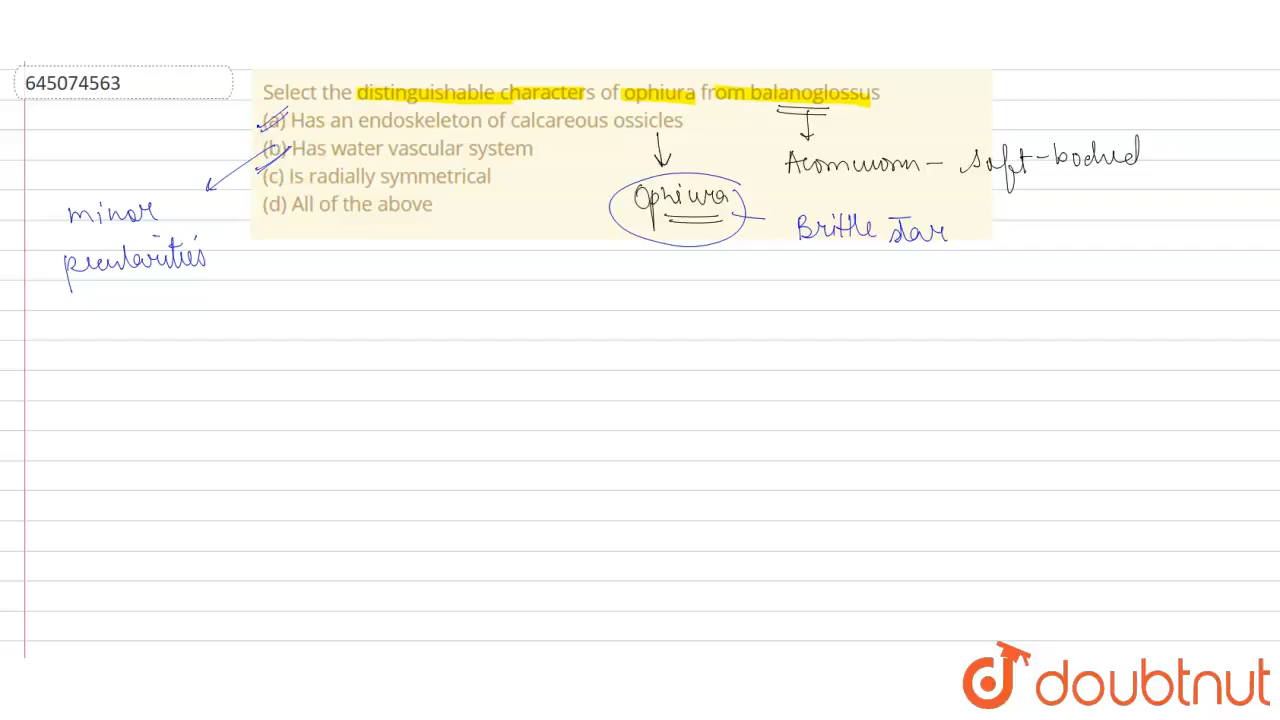 645074563
Select the distinguishable characters of ophiura from balanoglossus
(a) Has an endoskeleton of calcareous ossicles
(b) Has water vascular system
(c) Is radially symmetrical
(d) All of the above
Acornworm - soft-bodied
Ophiura
Brittle star
minor
pecularities
doubtnut